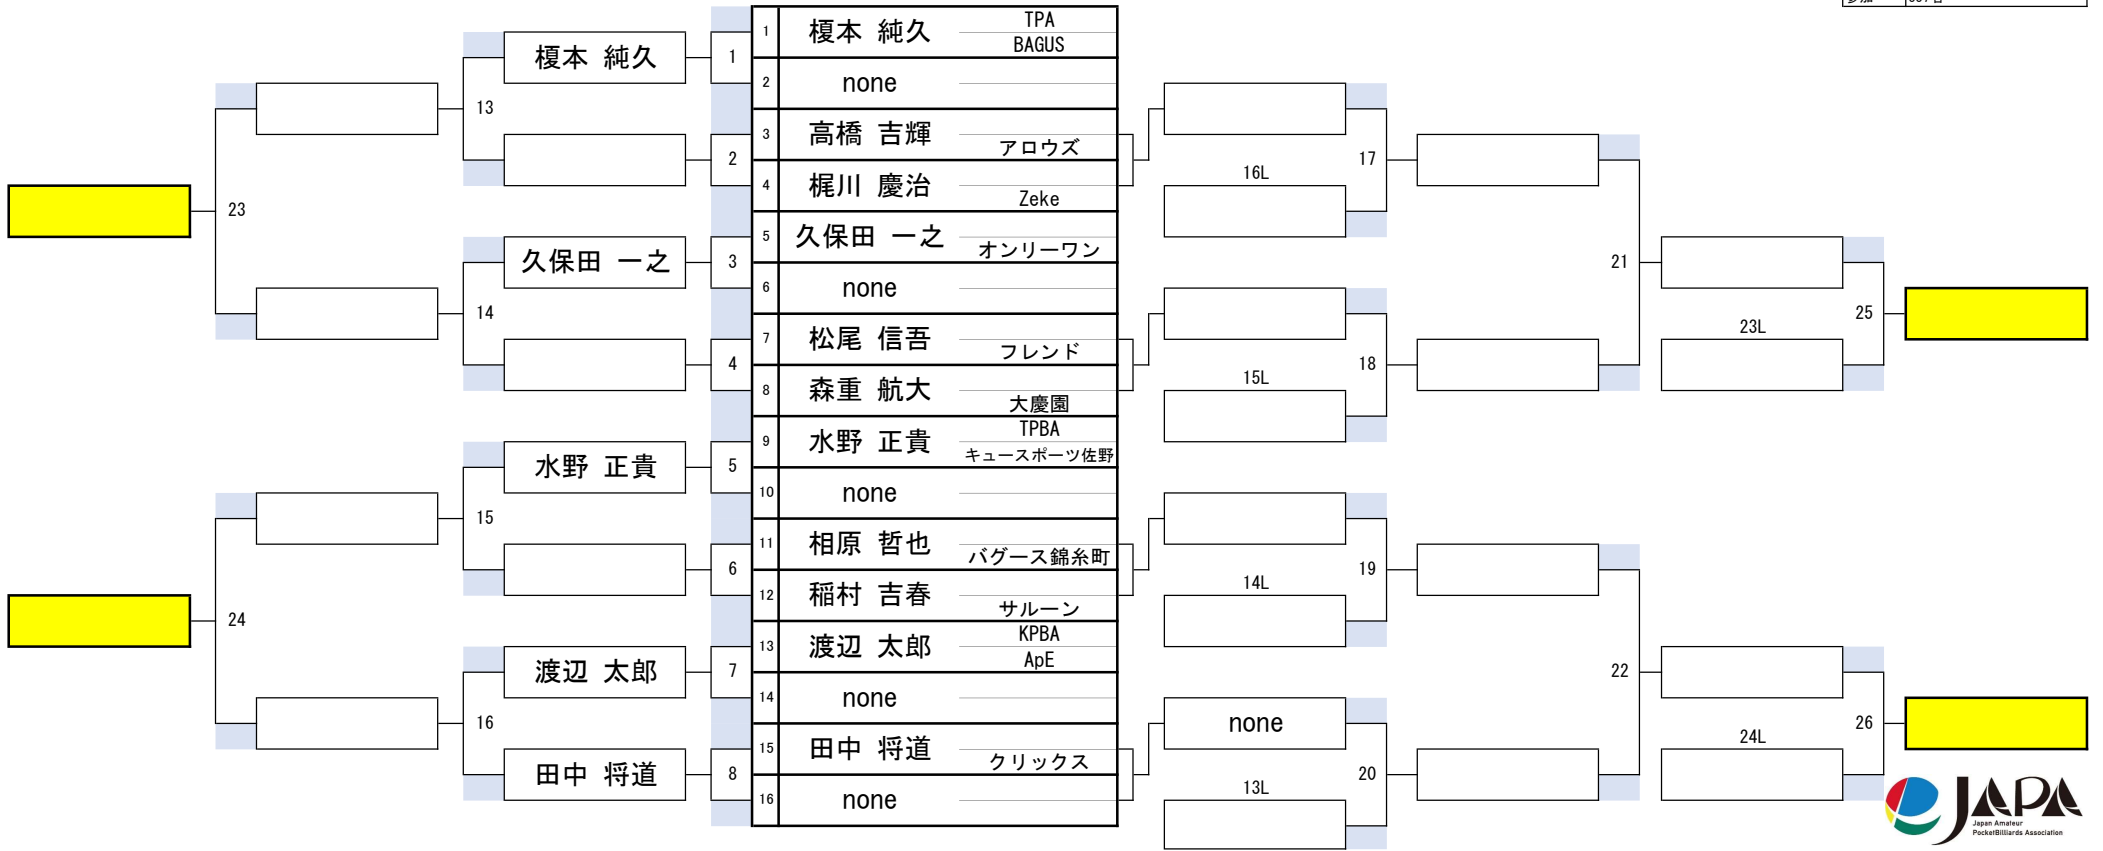 1 榎本 純久 TPA
BAGUS
2 none
3 高橋 吉輝
アロウズ
4 梶川 慶治
Zeke
5 久保田 一之
オンリーワン
6 none
7 松尾 信吾
フレンド
8 森重 航大
大慶園
9 水野 正貴 TPBA
キュースポーツ佐野
10 none
11 相原 哲也
バグース錦糸町
12 稲村 吉春
サルーン
13 渡辺 太郎 KPBA
ApE
14 none
15 田中 将道
クリックス
16 none
榎本 純久 1
13
2
23
久保田 一之 3
14
4
水野 正貴 5
15
6
24
渡辺 太郎 7
16
田中 将道 8
17
16L
21
18
15L
25
23L
19
14L
22
none
20
13L
26
24L
JAPA
Japan Amateur
PocketBilliards Association